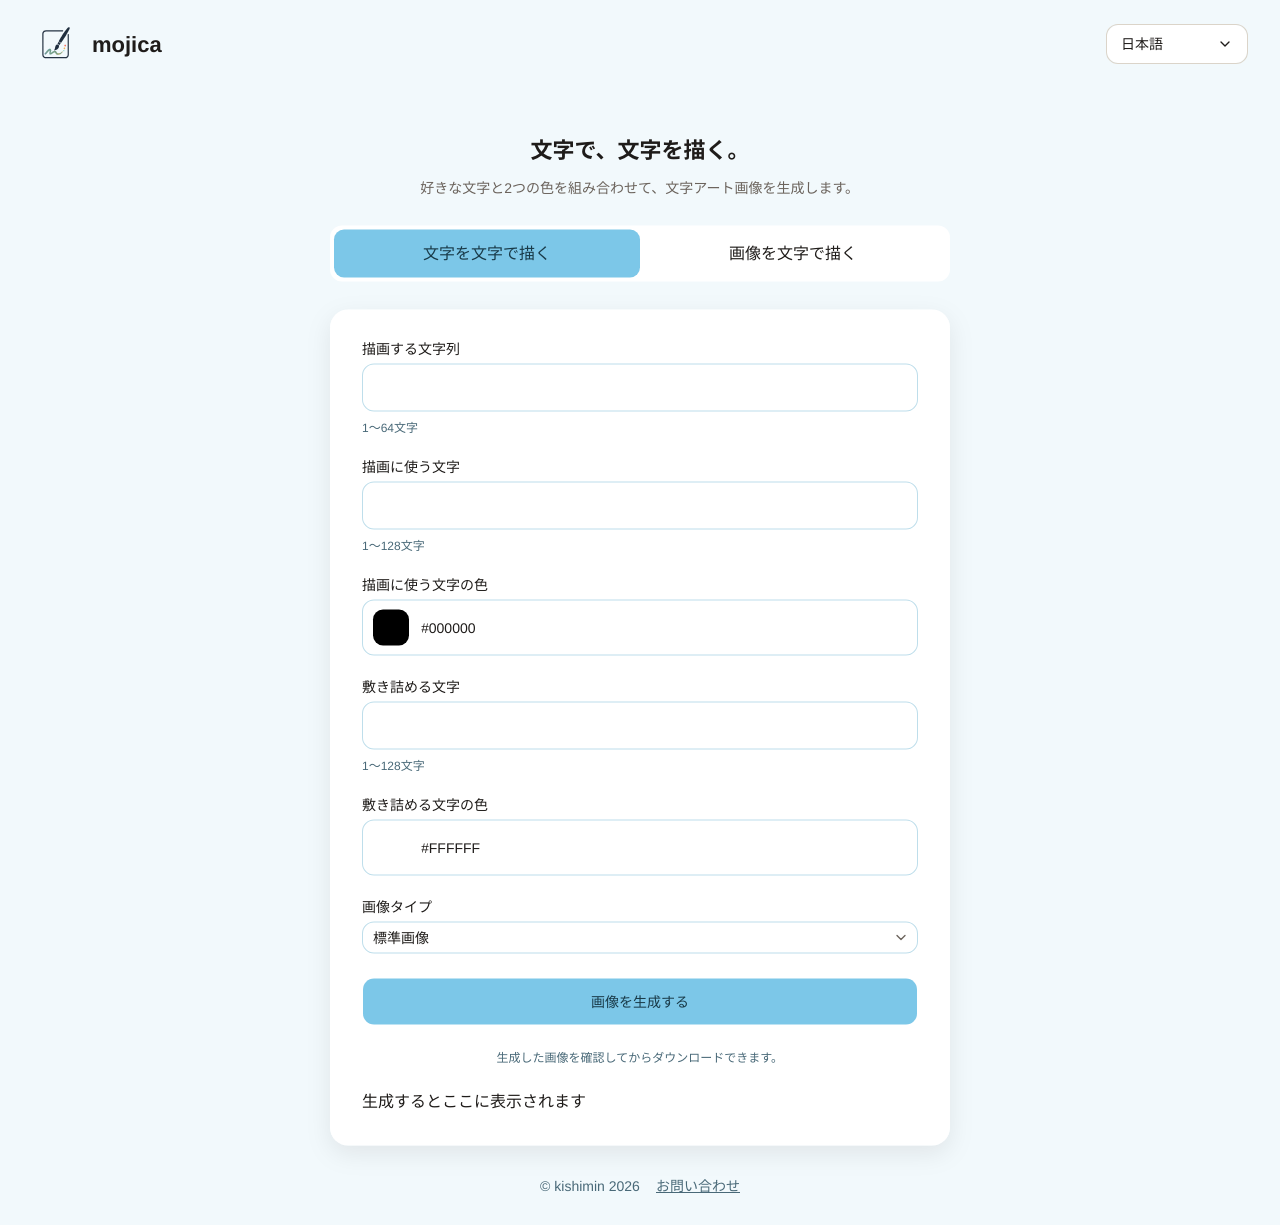 mojica
日本語
文字で、文字を描く。
好きな文字と2つの色を組み合わせて、文字アート画像を生成します。
文字を文字で描く
画像を文字で描く
描画する文字列
1〜64文字
描画に使う文字
1〜128文字
描画に使う文字の色
#000000
敷き詰める文字
1〜128文字
敷き詰める文字の色
#FFFFFF
画像タイプ
標準画像
画像を生成する
生成した画像を確認してからダウンロードできます。
生成するとここに表示されます
© kishimin 2026 お問い合わせ